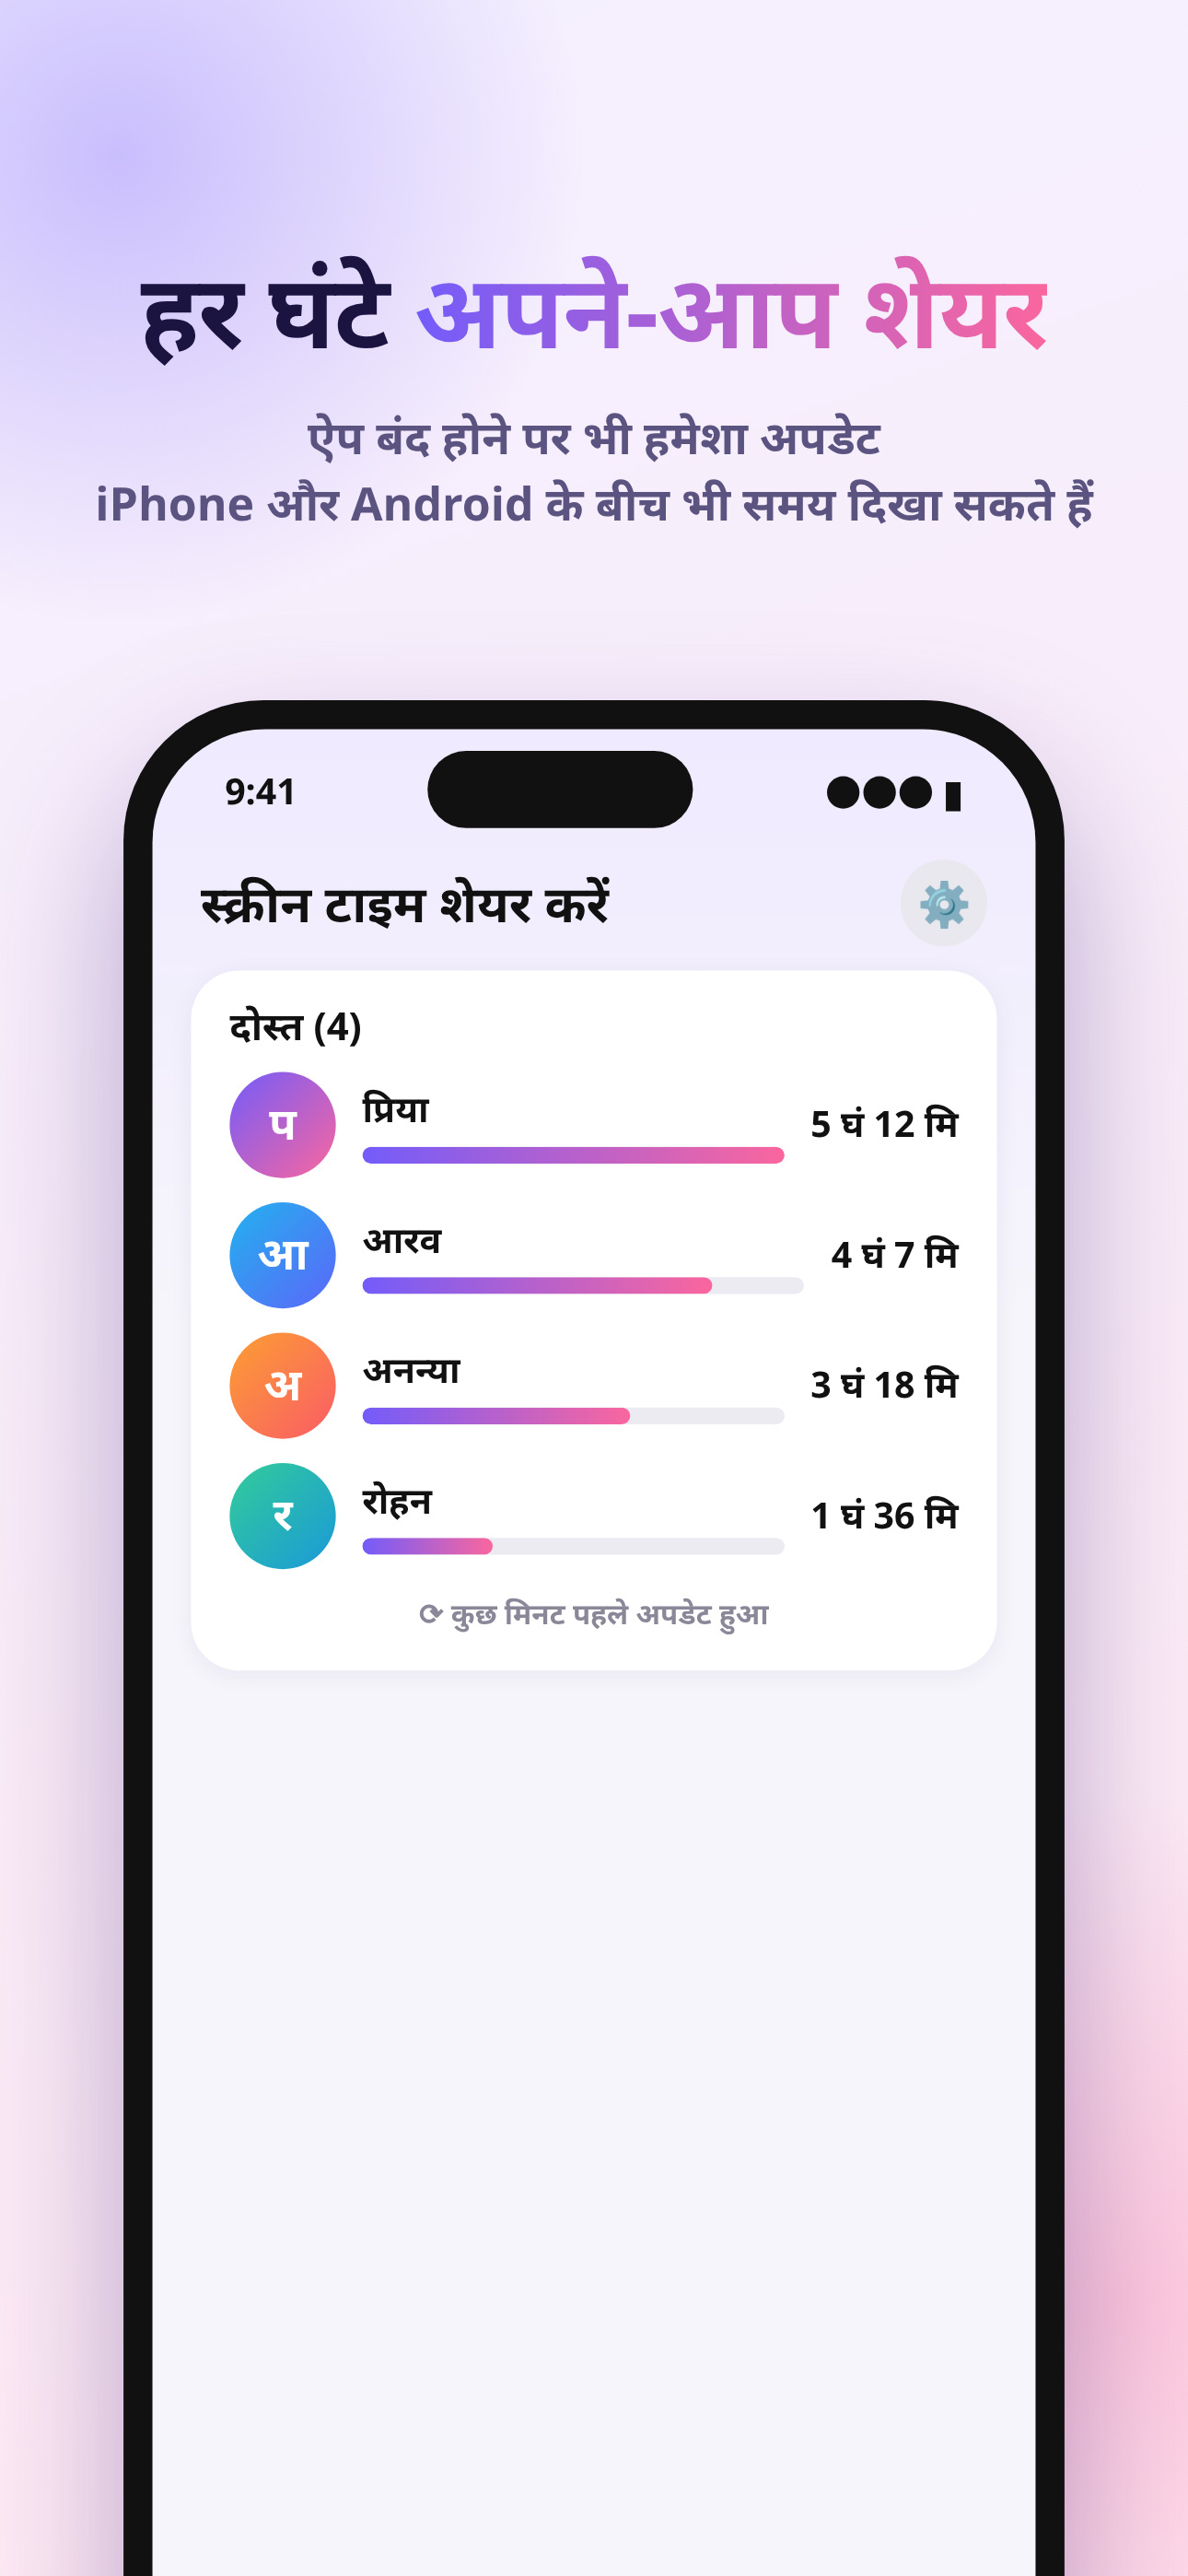 हर घंटे अपने-आप शेयर
ऐप बंद होने पर भी हमेशा अपडेट
iPhone और Android के बीच भी समय दिखा सकते हैं
9:41
स्क्रीन टाइम शेयर करें
दोस्त (4)
प
प्रिया
5 घं 12 मि
आ
आरव
4 घं 7 मि
अ
अनन्या
3 घं 18 मि
र
रोहन
1 घं 36 मि
⟳ कुछ मिनट पहले अपडेट हुआ